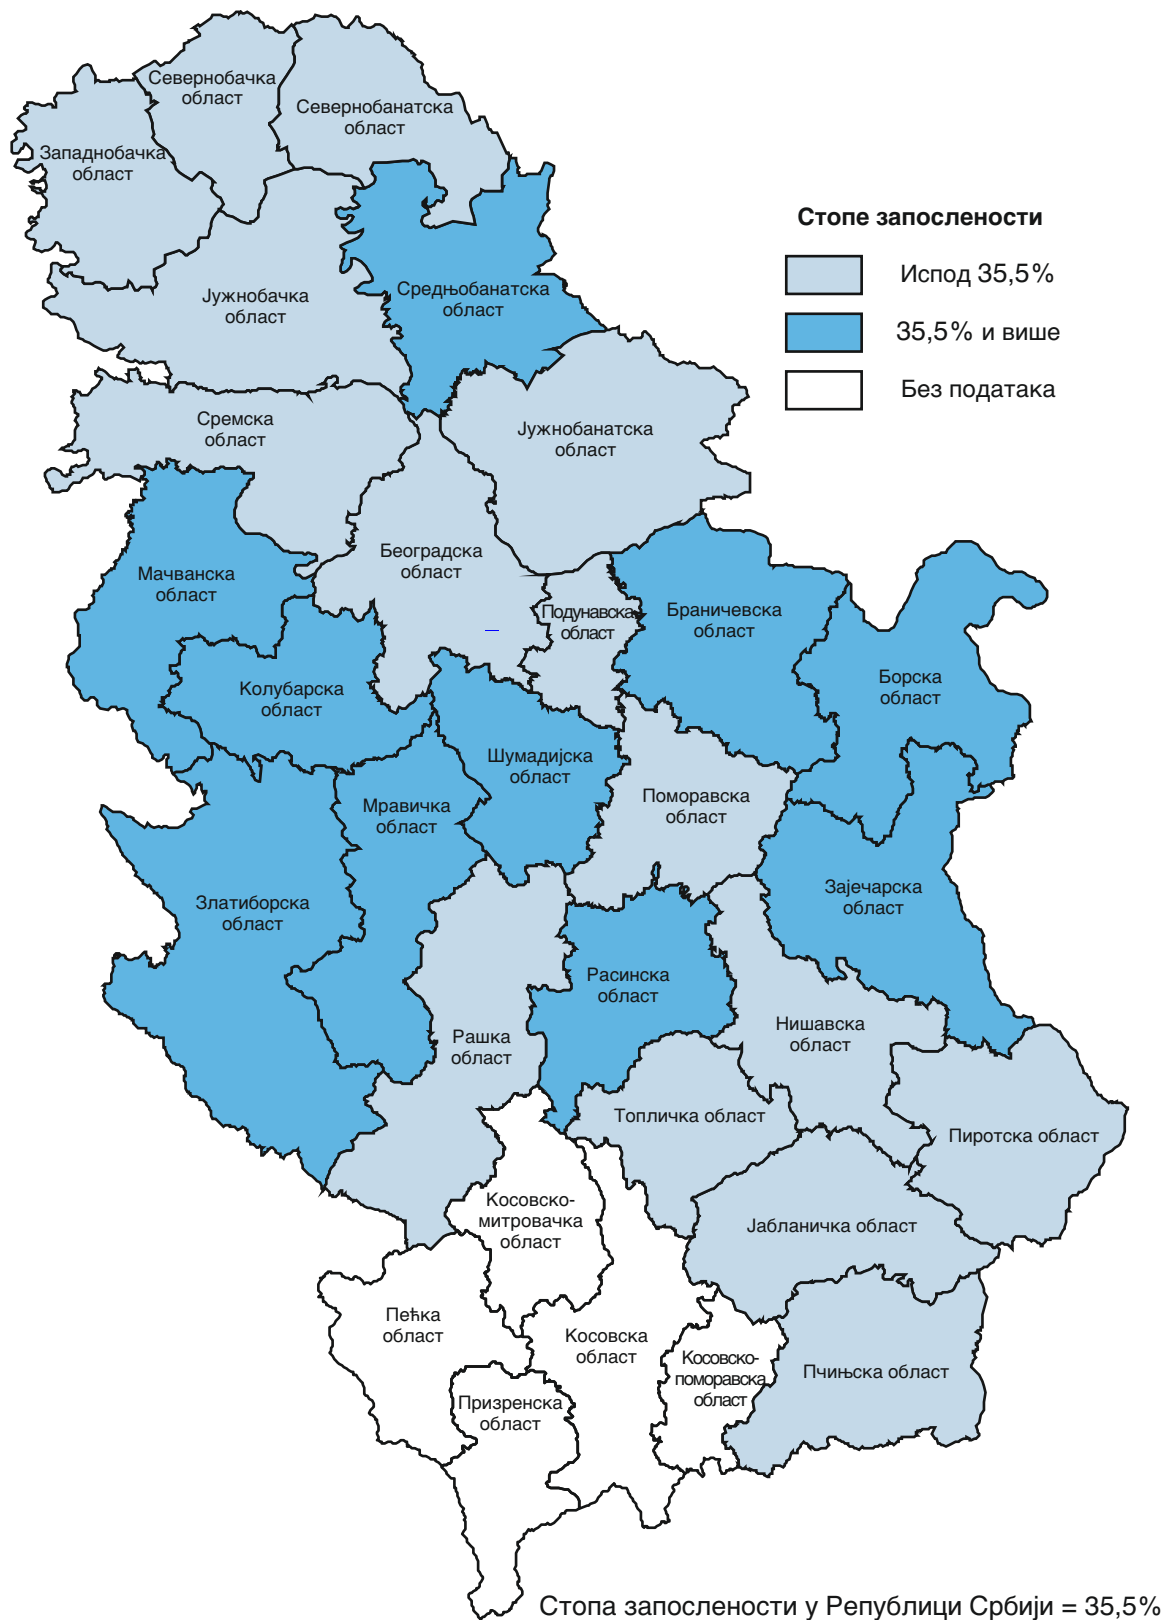 Севернобачка
област
Севернобанатска
област
Западнобачка
област
Стопе запослености
Испод 35,5%
35,5% и више
Без података
Јужнобачка
област
Средњобанатска
област
Сремска
област
Јужнобанатска
област
Београдска
област
Мачванска
област
Подунавска
област
Браничевска
област
Колубарска
област
Борска
област
Шумадијска
област
Мравичка
област
Поморавска
област
Златиборска
област
Зајечарска
област
Расинска
област
Рашка
област
Нишавска
област
Топличка област
Пиротска област
Косовско-
митровачка
област
Јабланичка област
Пећка
област
Косовска
област
Косовско-
поморавска
област
Пчињска област
Призренска
област
Стопа запослености у Републици Србији = 35,5%